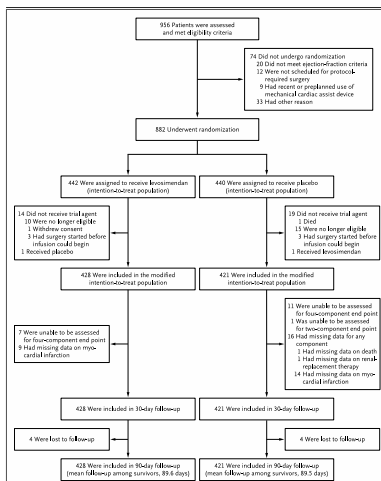 956 Patients were assessed
and met eligibility criteria
74 Did not undergo randomization
20 Did not meet ejection-fraction criteria
12 Were not scheduled for protocol-
required surgery
9 Had recent or preplanned use of
mechanical cardiac assist device
33 Had other reason
882 Underwent randomization
442 Were assigned to receive levosimendan
(intention-to-treat population)
440 Were assigned to receive placebo
(intention-to-treat population)
14 Did not receive trial agent
10 Were no longer eligible
1 Withdrew consent
3 Had surgery started before
infusion could begin
1 Received placebo
19 Did not receive trial agent
1 Died
15 Were no longer eligible
3 Had surgery started before
infusion could begin
1 Received levosimendan
428 Were included in the modified
intention-to-treat population
421 Were included in the modified
intention-to-treat population
7 Were unable to be assessed
for four-component end point
9 Had missing data on myo-
cardial infarction
11 Were unable to be assessed
for four-component end point
1 Was unable to be assessed for
two-component end point
16 Had missing data for any
component
1 Had missing data on death
1 Had missing data on renal-
replacement therapy
14 Had missing data on myo-
cardial infarction
428 Were included in 30-day follow-up
421 Were included in 30-day follow-up
4 Were lost to follow-up
4 Were lost to follow-up
428 Were included in 90-day follow-up
(mean follow-up among survivors, 89.6 days)
421 Were included in 90-day follow-up
(mean follow-up among survivors, 89.5 days)